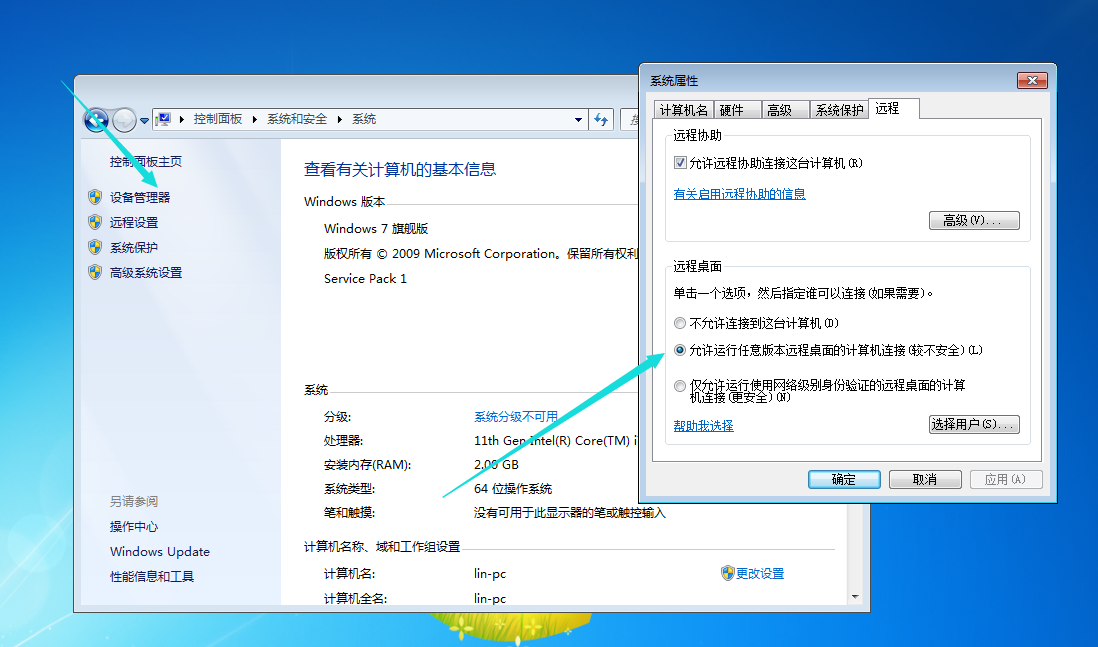 控制面板 ▸ 系统和安全 ▸ 系统
控制面板主页
设备管理器
远程设置
系统保护
高级系统设置
另请参阅
操作中心
Windows Update
性能信息和工具
查看有关计算机的基本信息
Windows 版本
Windows 7 旗舰版
版权所有 © 2009 Microsoft Corporation。保留所有权利
Service Pack 1
系统
分级: 系统分级不可用
处理器: 11th Gen Intel(R) Core(TM)
安装内存(RAM): 2.00 GB
系统类型: 64 位操作系统
笔和触摸: 没有可用于此显示器的笔或触控输入
计算机名称、域和工作组设置
计算机名: lin-pc 更改设置
计算机全名: lin-pc
系统属性
计算机名 硬件 高级 系统保护 远程
远程协助
允许远程协助连接这台计算机(R)
有关启用远程协助的信息
高级(V)...
远程桌面
单击一个选项，然后指定谁可以连接(如果需要)。
不允许连接到这台计算机(D)
允许运行任意版本远程桌面的计算机连接(较不安全)(L)
仅允许运行使用网络级别身份验证的远程桌面的计算
机连接(更安全)(N)
帮助我选择 选择用户(S)...
确定 取消 应用(A)